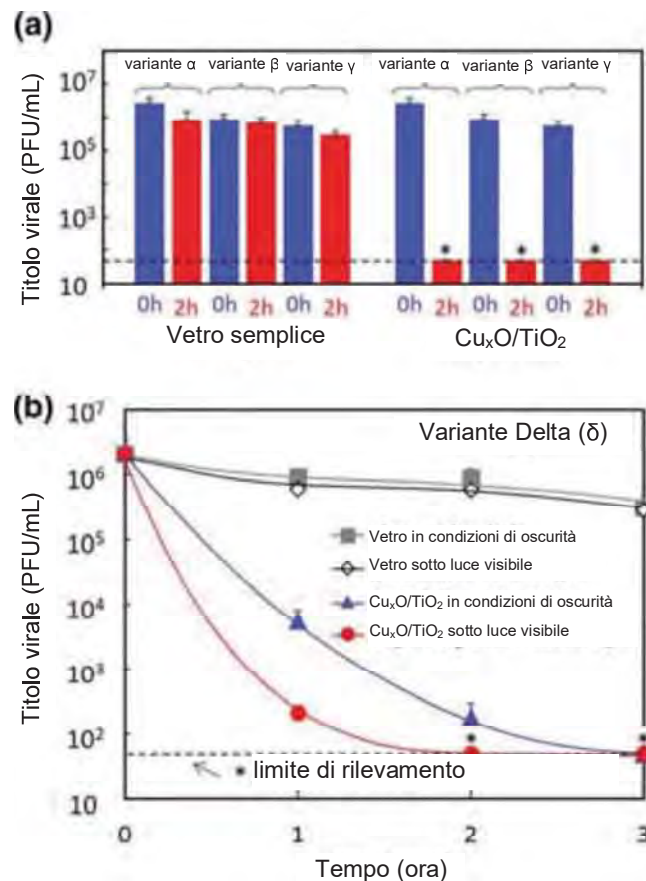 (a)
Titolo virale (PFU/mL)
10⁷
10⁵
10³
10
variante α variante β variante γ variante α variante β variante γ
* * *
0h 2h 0h 2h 0h 2h 0h 2h 0h 2h 0h 2h
Vetro semplice CuₓO/TiO₂
(b)
Titolo virale (PFU/mL)
10⁷
10⁶
10⁵
10⁴
10³
10²
10
Variante Delta (δ)
Vetro in condizioni di oscurità
Vetro sotto luce visibile
CuₓO/TiO₂ in condizioni di oscurità
CuₓO/TiO₂ sotto luce visibile
* *
* limite di rilevamento
0 1 2 3
Tempo (ora)